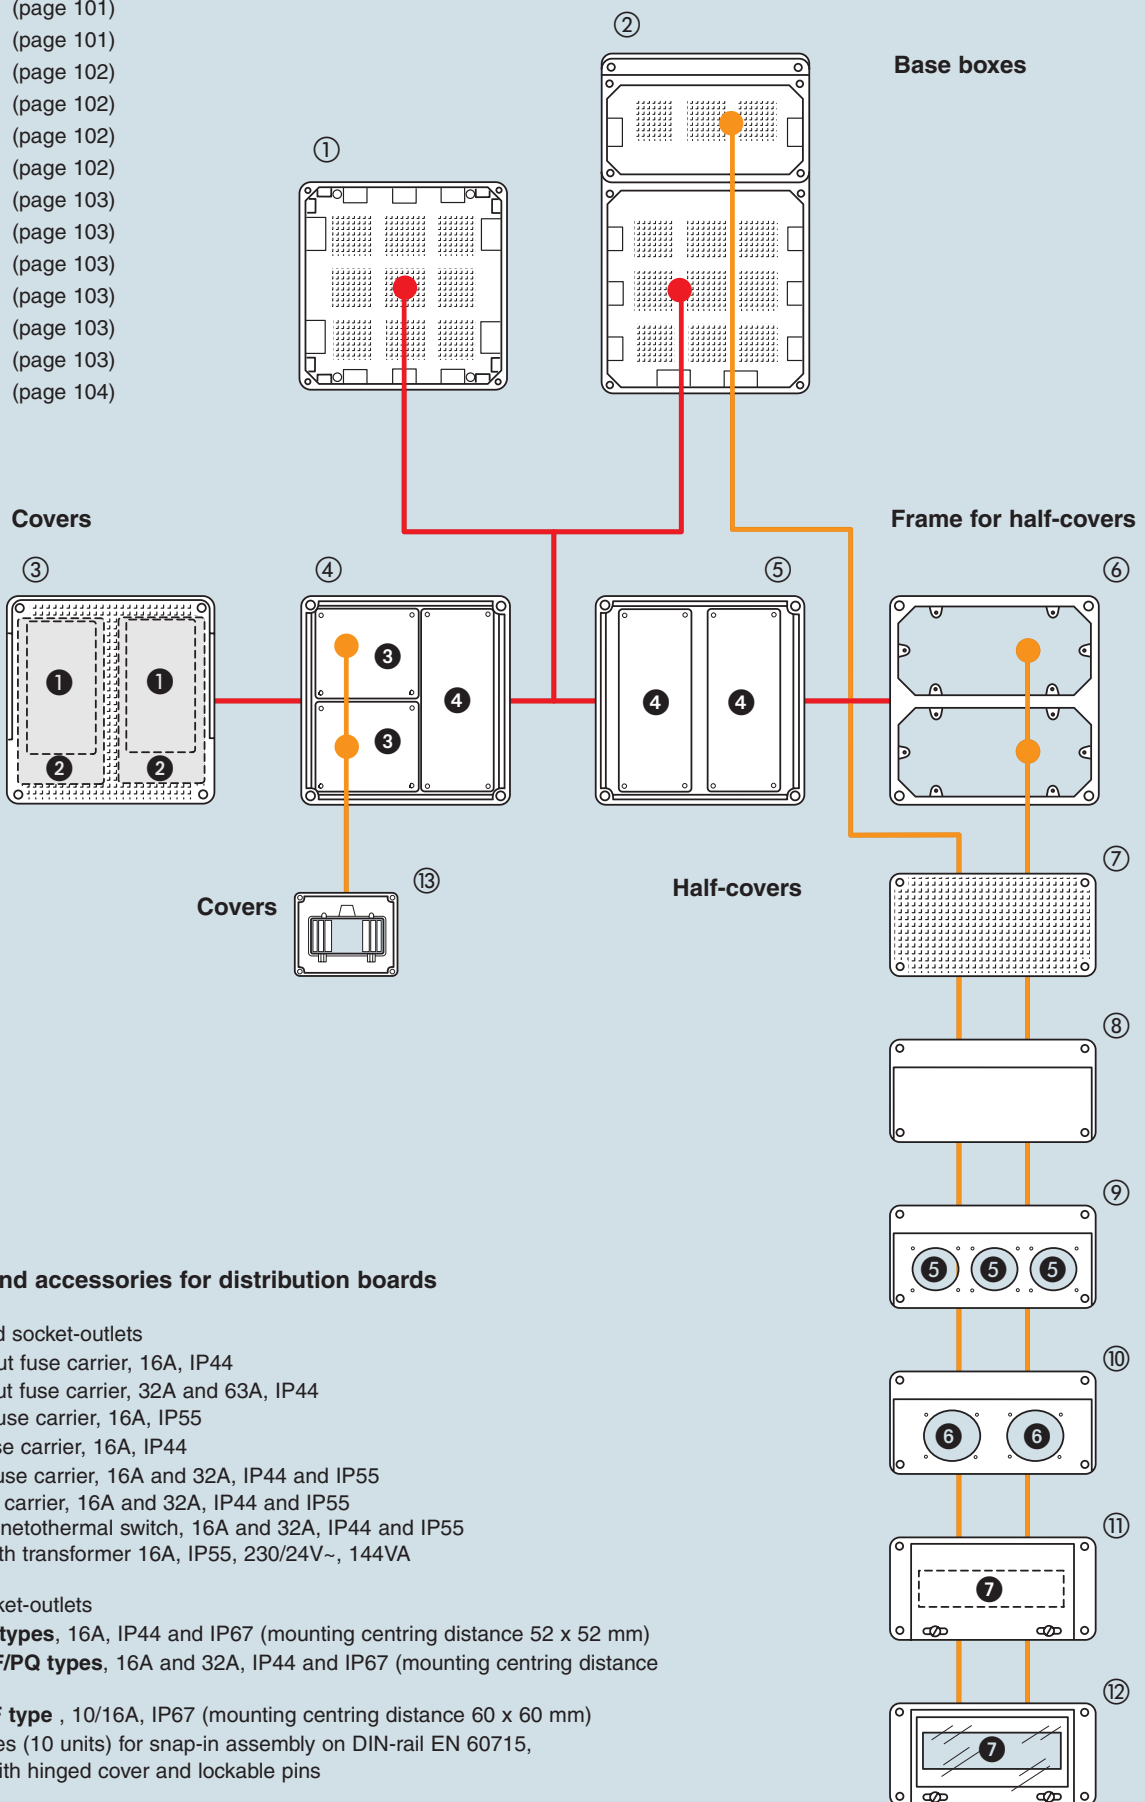 (page 101)
(page 101)
(page 102)
(page 102)
(page 102)
(page 102)
(page 103)
(page 103)
(page 103)
(page 103)
(page 103)
(page 103)
(page 104)
②
Base boxes
①
Covers
Frame for half-covers
③
④
⑤
⑥
❶ ❶
❷ ❷
❸
❸
❹
❹ ❹
⑦
Half-covers
⑬
Covers
⑧
⑨
❺ ❺ ❺
⑩
❻ ❻
⑪
❼
⑫
❼
nd accessories for distribution boards
d socket-outlets
ut fuse carrier, 16A, IP44
ut fuse carrier, 32A and 63A, IP44
use carrier, 16A, IP55
se carrier, 16A, IP44
use carrier, 16A and 32A, IP44 and IP55
carrier, 16A and 32A, IP44 and IP55
netothermal switch, 16A and 32A, IP44 and IP55
th transformer 16A, IP55, 230/24V~, 144VA
ket-outlets
types, 16A, IP44 and IP67 (mounting centring distance 52 x 52 mm)
F/PQ types, 16A and 32A, IP44 and IP67 (mounting centring distance
F type , 10/16A, IP67 (mounting centring distance 60 x 60 mm)
es (10 units) for snap-in assembly on DIN-rail EN 60715,
ith hinged cover and lockable pins